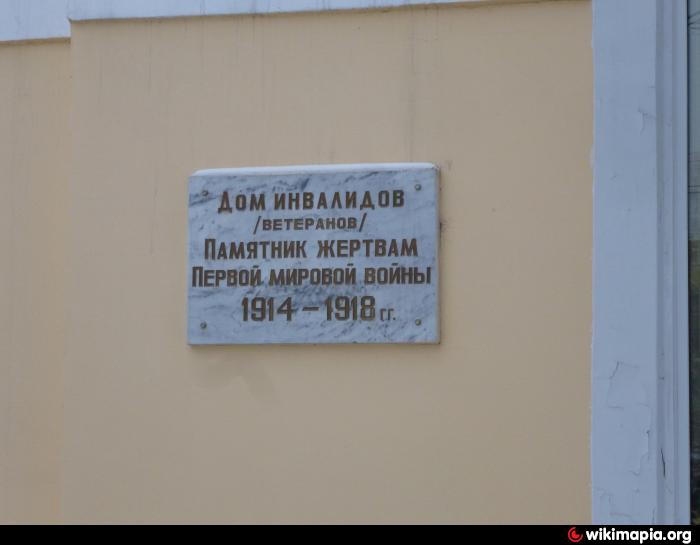 Дом инвалидов
/ветеранов/
Памятник жертвам
Первой мировой войны
1914-1918 гг.
wikimapia.org